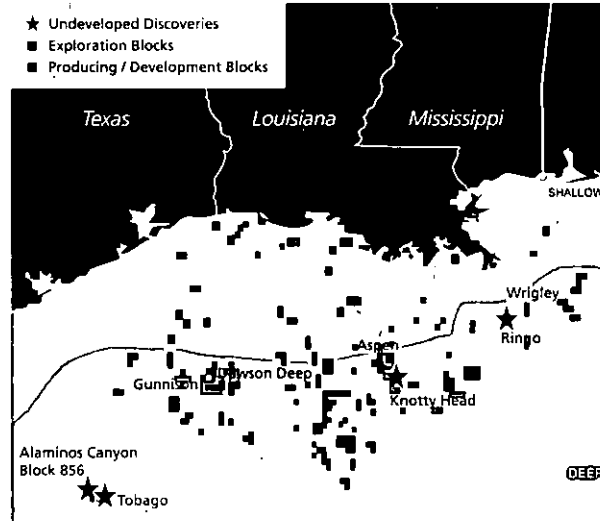 Undeveloped Discoveries
Exploration Blocks
Producing / Development Blocks
Texas
Louisiana
Mississippi
SHALLOW
Wrigley
Ringo
Aspen
Dawson Deep
Gunnison
Knotty Head
Alaminos Canyon
Block 856
Tobago
DEEP